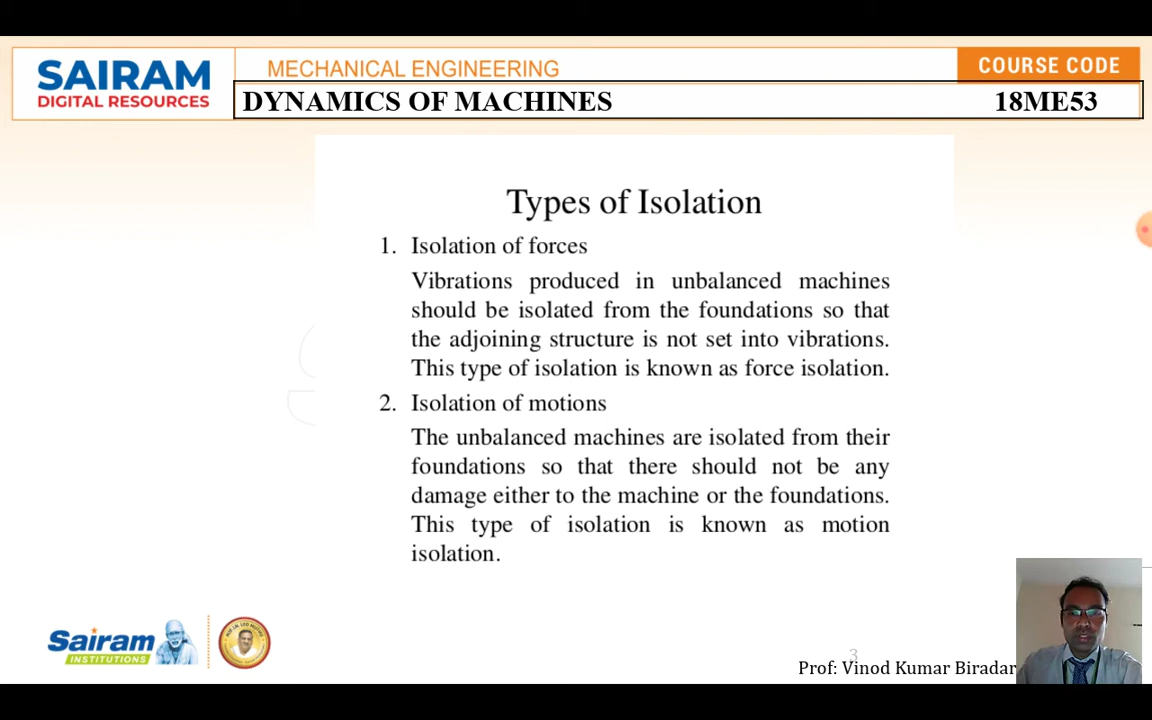 SAIRAM
DIGITAL RESOURCES
MECHANICAL ENGINEERING
COURSE CODE
DYNAMICS OF MACHINES
18ME53
Types of Isolation
1. Isolation of forces
Vibrations produced in unbalanced machines
should be isolated from the foundations so that
the adjoining structure is not set into vibrations.
This type of isolation is known as force isolation.
2. Isolation of motions
The unbalanced machines are isolated from their
foundations so that there should not be any
damage either to the machine or the foundations.
This type of isolation is known as motion
isolation.
Sairam
INSTITUTIONS
3
Prof: Vinod Kumar Biradar